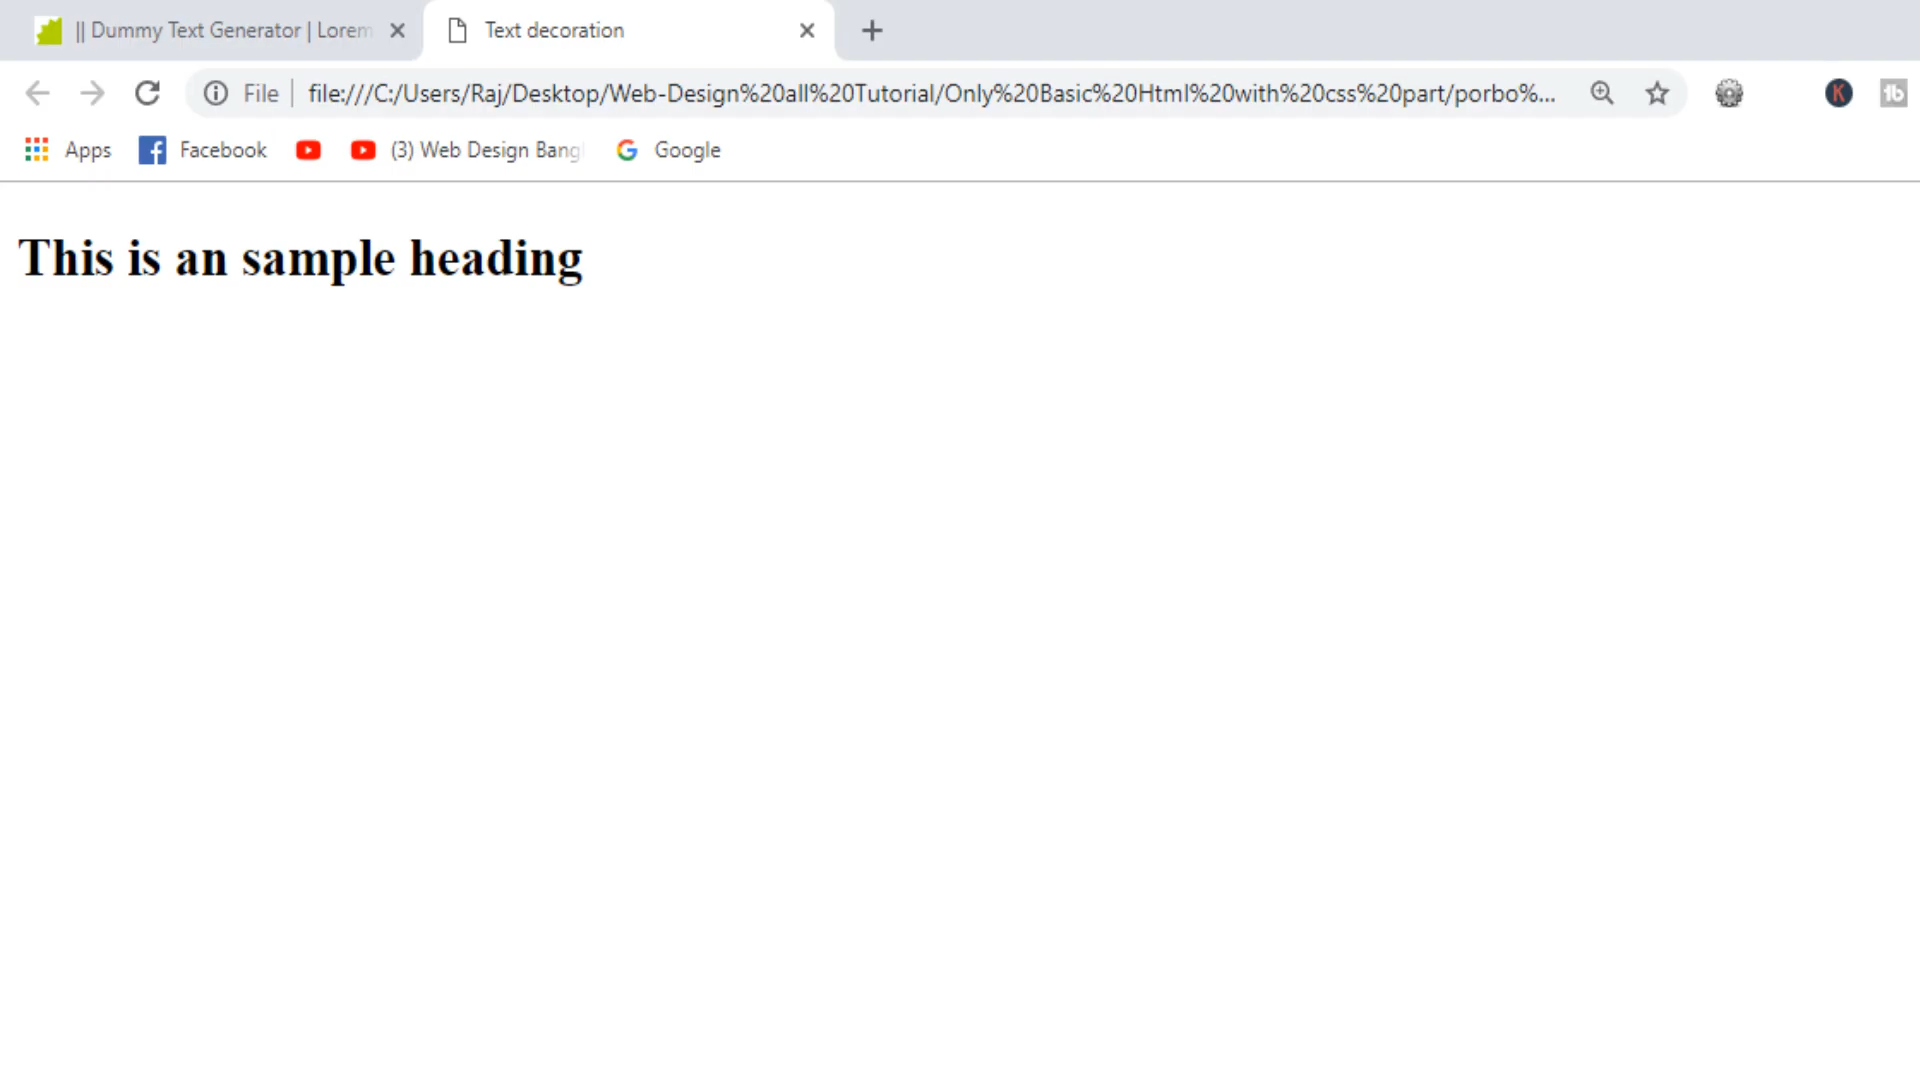 || Dummy Text Generator | Lorem
Text decoration
File
file:///C:/Users/Raj/Desktop/Web-Design%20all%20Tutorial/Only%20Basic%20Html%20with%20css%20part/porbo%...
K
Apps
Facebook
(3) Web Design Bang
Google
This is an sample heading